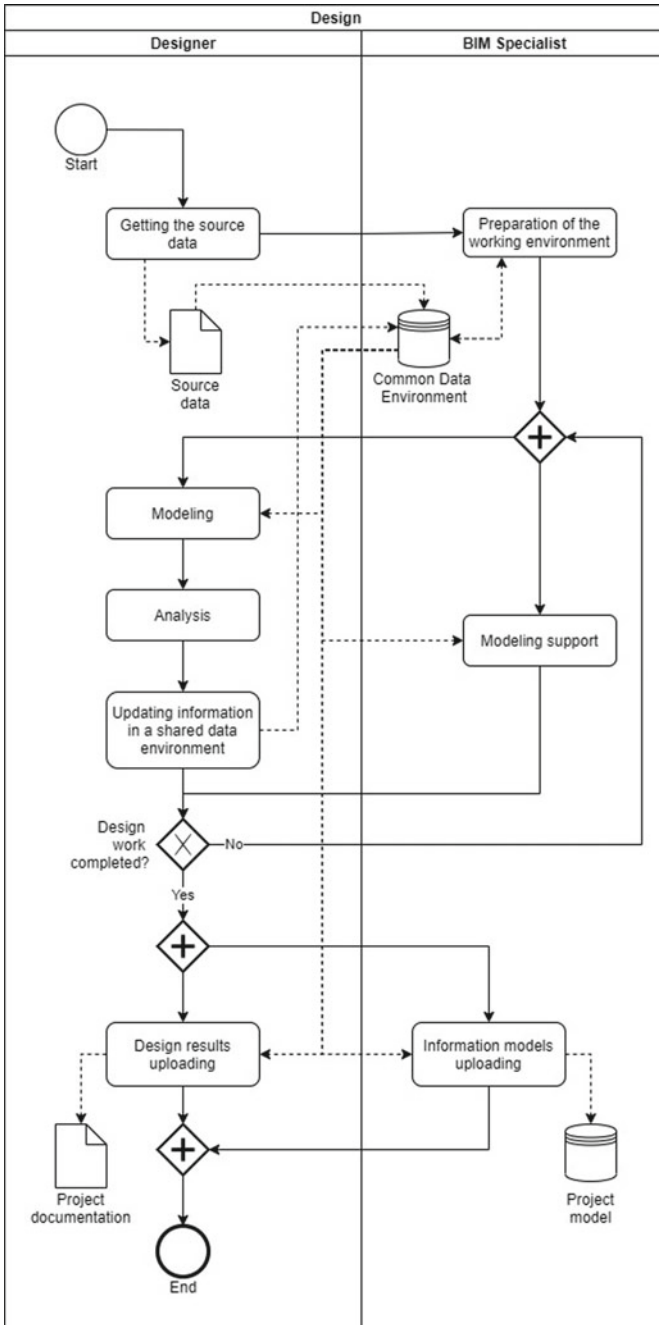 Design
Designer
BIM Specialist
Start
Getting the source
data
Preparation of the
working environment
Source
data
Common Data
Environment
Modeling
Analysis
Modeling support
Updating information
in a shared data
environment
Design
work
completed?
No
Yes
Design results
uploading
Information models
uploading
Project
documentation
Project
model
End